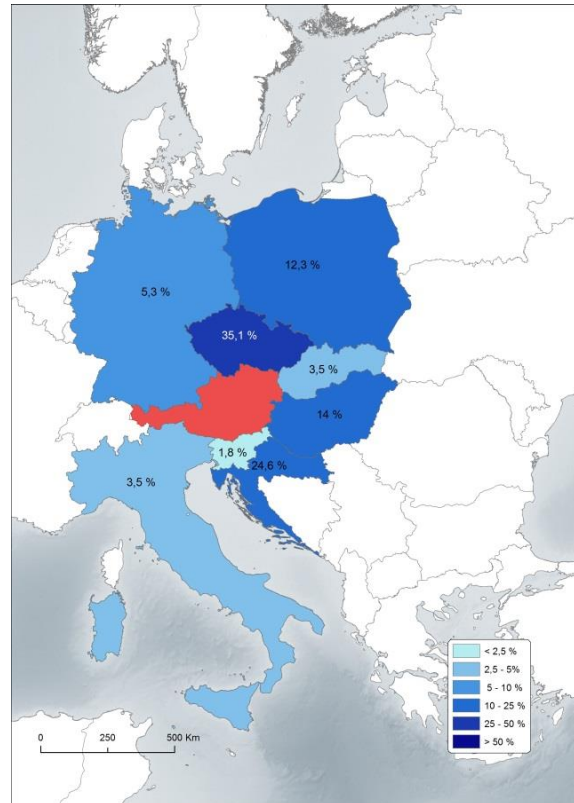 12,3 %
5,3 %
35,1 %
3,5 %
14 %
1,8 %
24,6 %
3,5 %
< 2,5 %
2,5 - 5%
5 - 10 %
10 - 25 %
25 - 50 %
> 50 %
0 250 500 Km